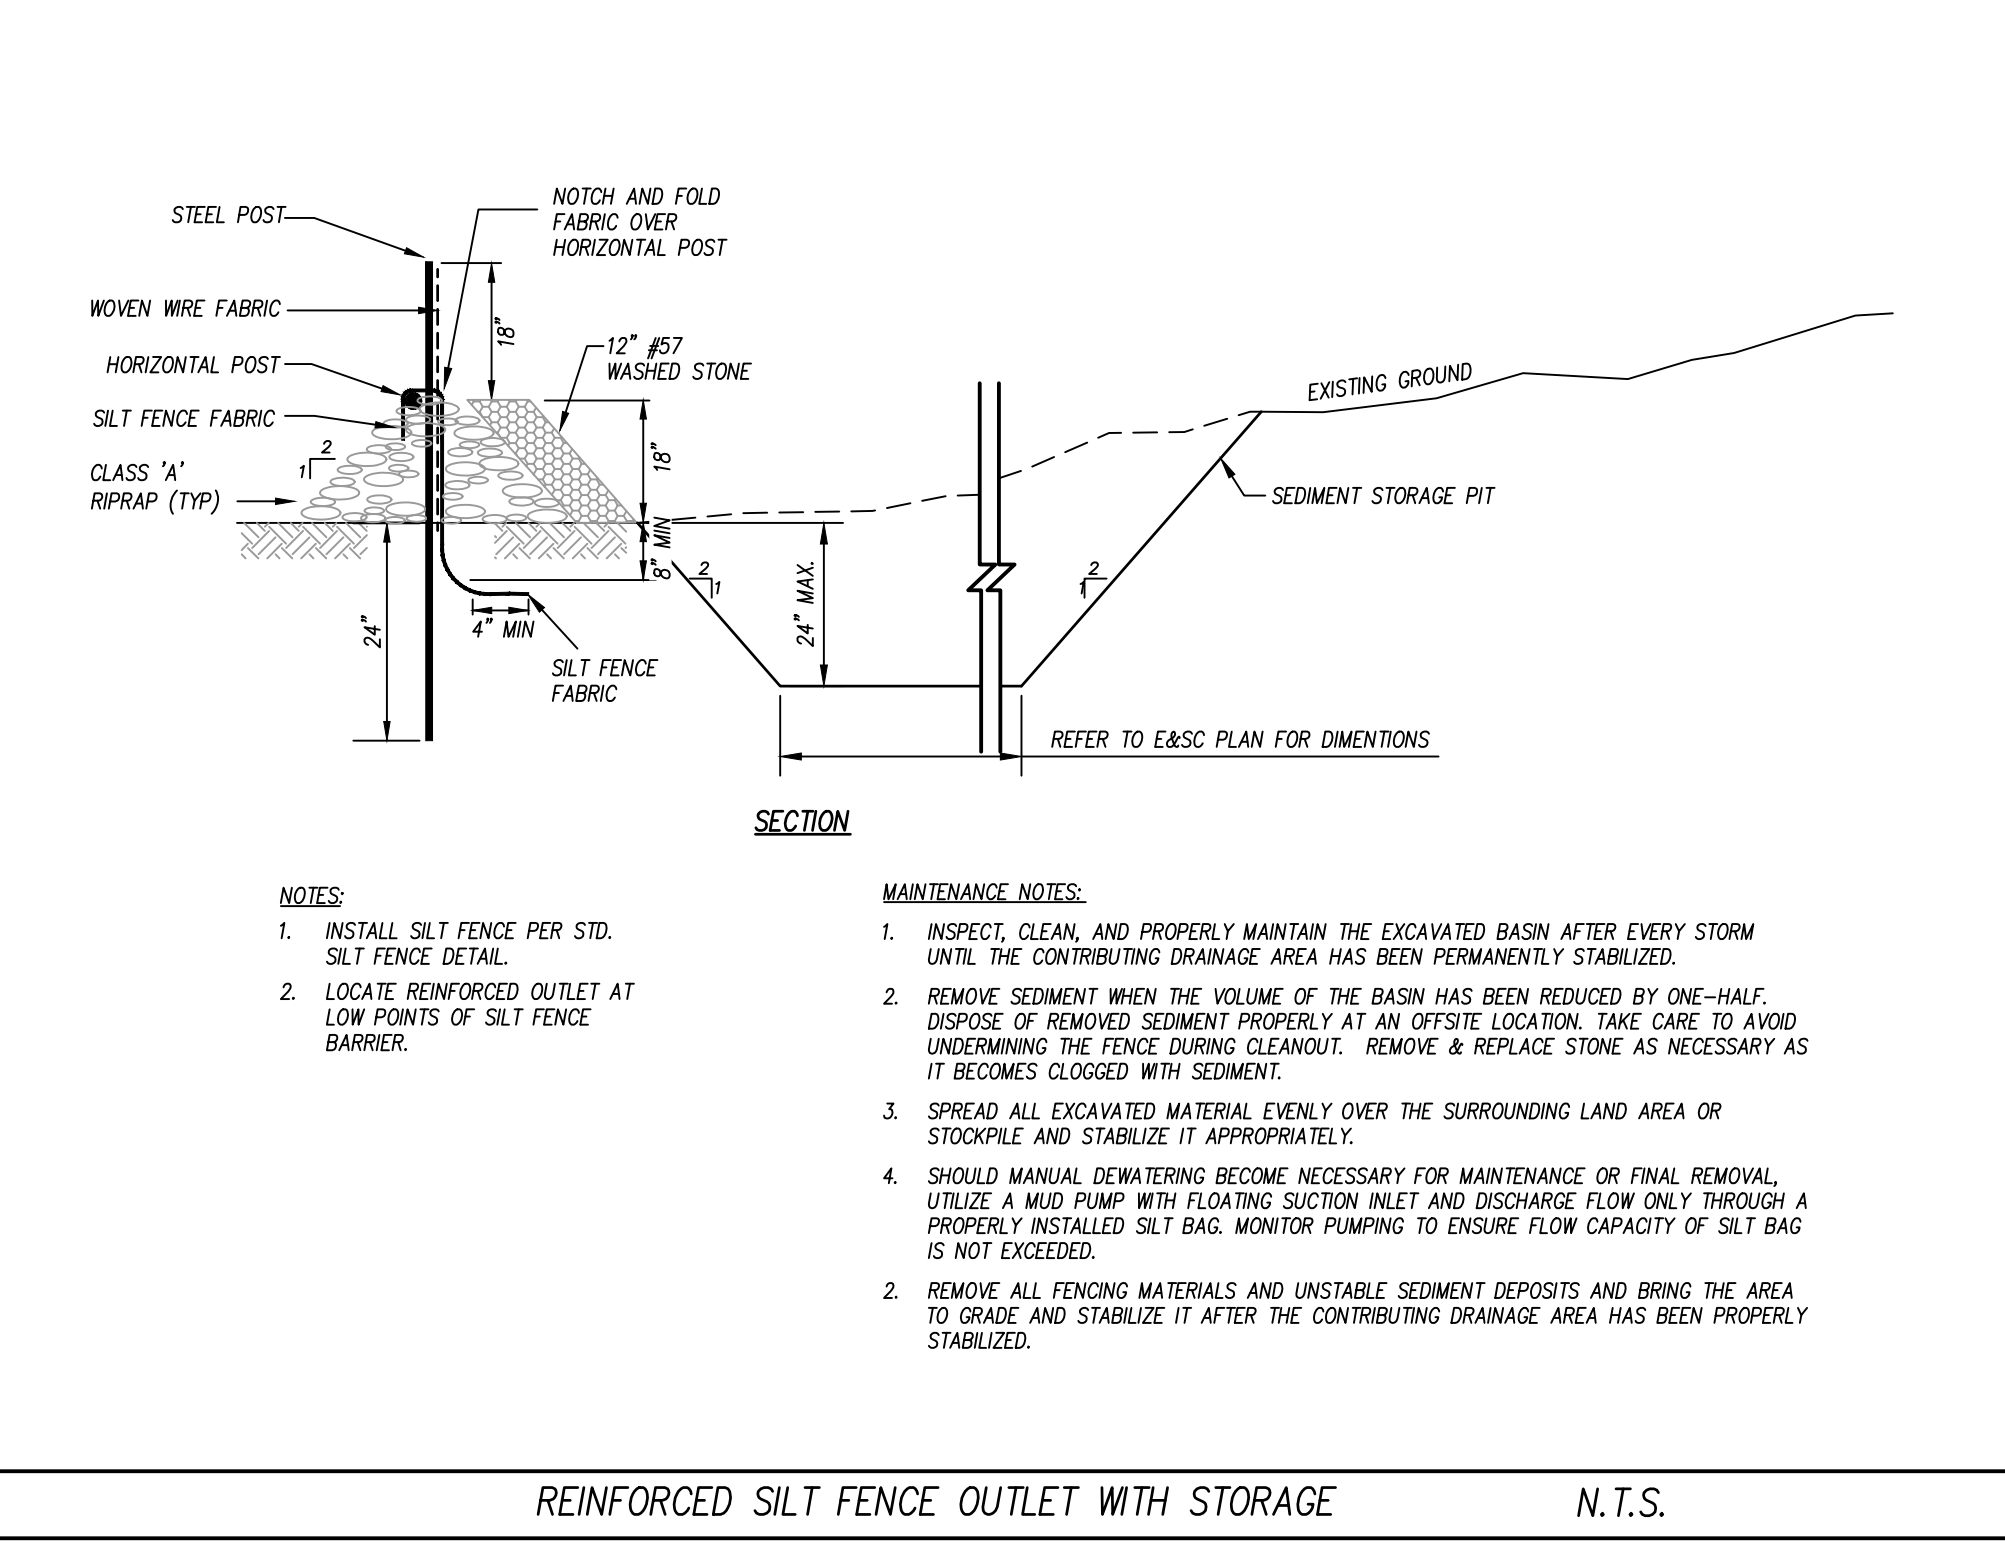 STEEL POST
NOTCH AND FOLD
FABRIC OVER
HORIZONTAL POST
WOVEN WIRE FABRIC
18"
12" #57
WASHED STONE
HORIZONTAL POST
SILT FENCE FABRIC
EXISTING GROUND
2
1
18"
CLASS 'A'
RIPRAP (TYP)
SEDIMENT STORAGE PIT
8" MIN
2
1
24" MAX.
2
1
24"
4" MIN
SILT FENCE
FABRIC
REFER TO E&SC PLAN FOR DIMENTIONS
SECTION
NOTES:
1. INSTALL SILT FENCE PER STD.
SILT FENCE DETAIL.
2. LOCATE REINFORCED OUTLET AT
LOW POINTS OF SILT FENCE
BARRIER.
MAINTENANCE NOTES:
1. INSPECT, CLEAN, AND PROPERLY MAINTAIN THE EXCAVATED BASIN AFTER EVERY STORM
UNTIL THE CONTRIBUTING DRAINAGE AREA HAS BEEN PERMANENTLY STABILIZED.
2. REMOVE SEDIMENT WHEN THE VOLUME OF THE BASIN HAS BEEN REDUCED BY ONE-HALF.
DISPOSE OF REMOVED SEDIMENT PROPERLY AT AN OFFSITE LOCATION. TAKE CARE TO AVOID
UNDERMINING THE FENCE DURING CLEANOUT. REMOVE & REPLACE STONE AS NECESSARY AS
IT BECOMES CLOGGED WITH SEDIMENT.
3. SPREAD ALL EXCAVATED MATERIAL EVENLY OVER THE SURROUNDING LAND AREA OR
STOCKPILE AND STABILIZE IT APPROPRIATELY.
4. SHOULD MANUAL DEWATERING BECOME NECESSARY FOR MAINTENANCE OR FINAL REMOVAL,
UTILIZE A MUD PUMP WITH FLOATING SUCTION INLET AND DISCHARGE FLOW ONLY THROUGH A
PROPERLY INSTALLED SILT BAG. MONITOR PUMPING TO ENSURE FLOW CAPACITY OF SILT BAG
IS NOT EXCEEDED.
2. REMOVE ALL FENCING MATERIALS AND UNSTABLE SEDIMENT DEPOSITS AND BRING THE AREA
TO GRADE AND STABILIZE IT AFTER THE CONTRIBUTING DRAINAGE AREA HAS BEEN PROPERLY
STABILIZED.
REINFORCED SILT FENCE OUTLET WITH STORAGE
N.T.S.